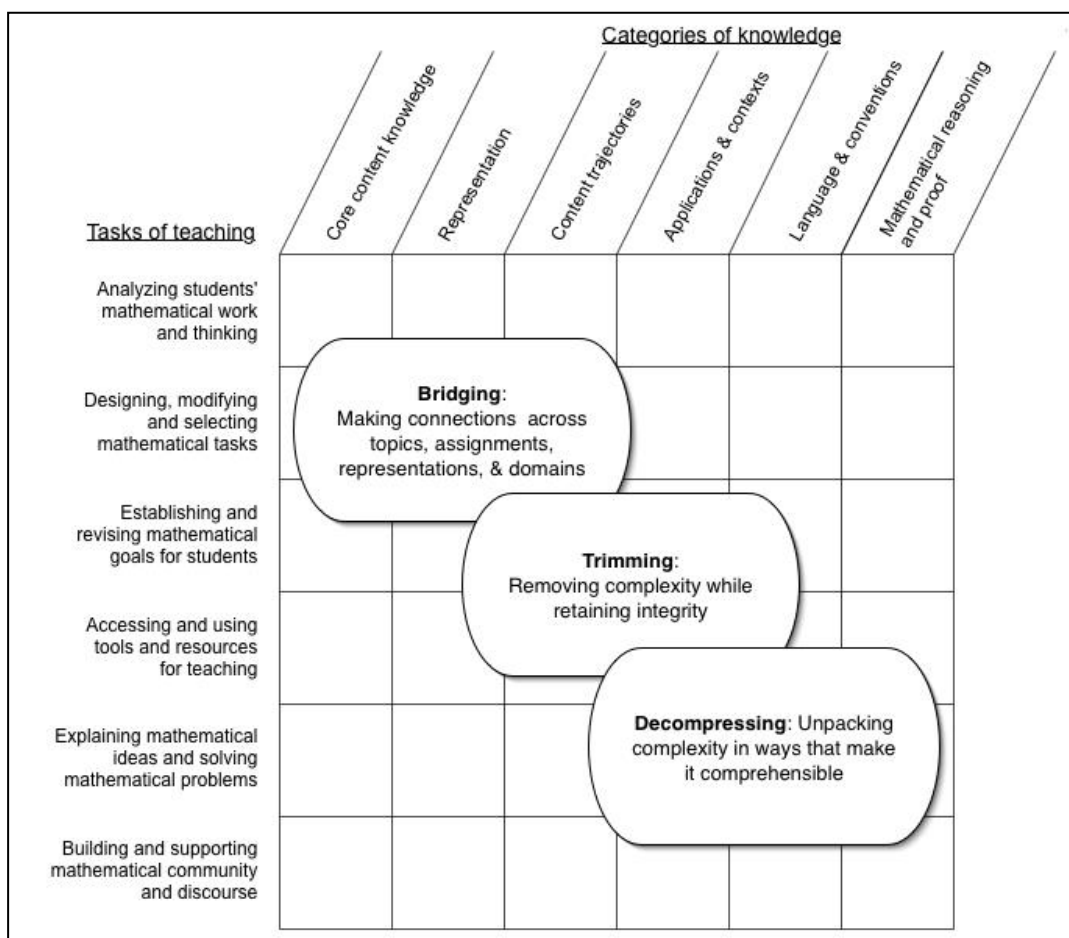 Categories of knowledge
Core content knowledge
Representation
Content trajectories
Applications & contexts
Language & conventions
Mathematical reasoning
and proof
Tasks of teaching
Analyzing students'
mathematical work
and thinking
Designing, modifying
and selecting
mathematical tasks
Establishing and
revising mathematical
goals for students
Accessing and using
tools and resources
for teaching
Explaining mathematical
ideas and solving
mathematical problems
Building and supporting
mathematical community
and discourse
Bridging:
Making connections across
topics, assignments,
representations, & domains
Trimming:
Removing complexity while
retaining integrity
Decompressing: Unpacking
complexity in ways that make
it comprehensible